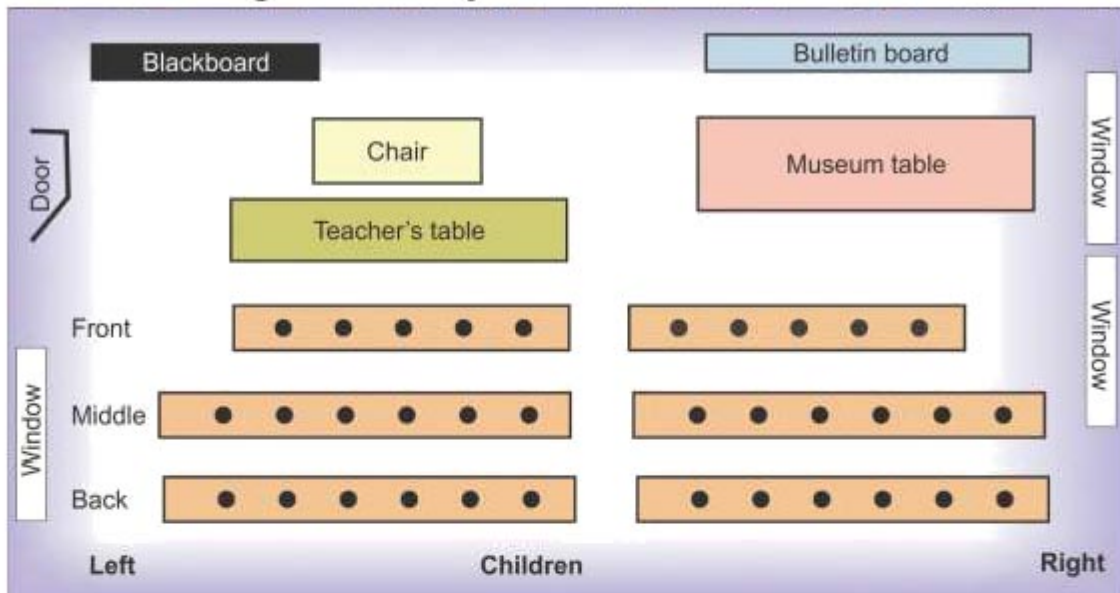 Blackboard
Bulletin board
Door
Chair
Museum table
Window
Teacher's table
Front
Window
Window
Middle
Back
Left Children Right